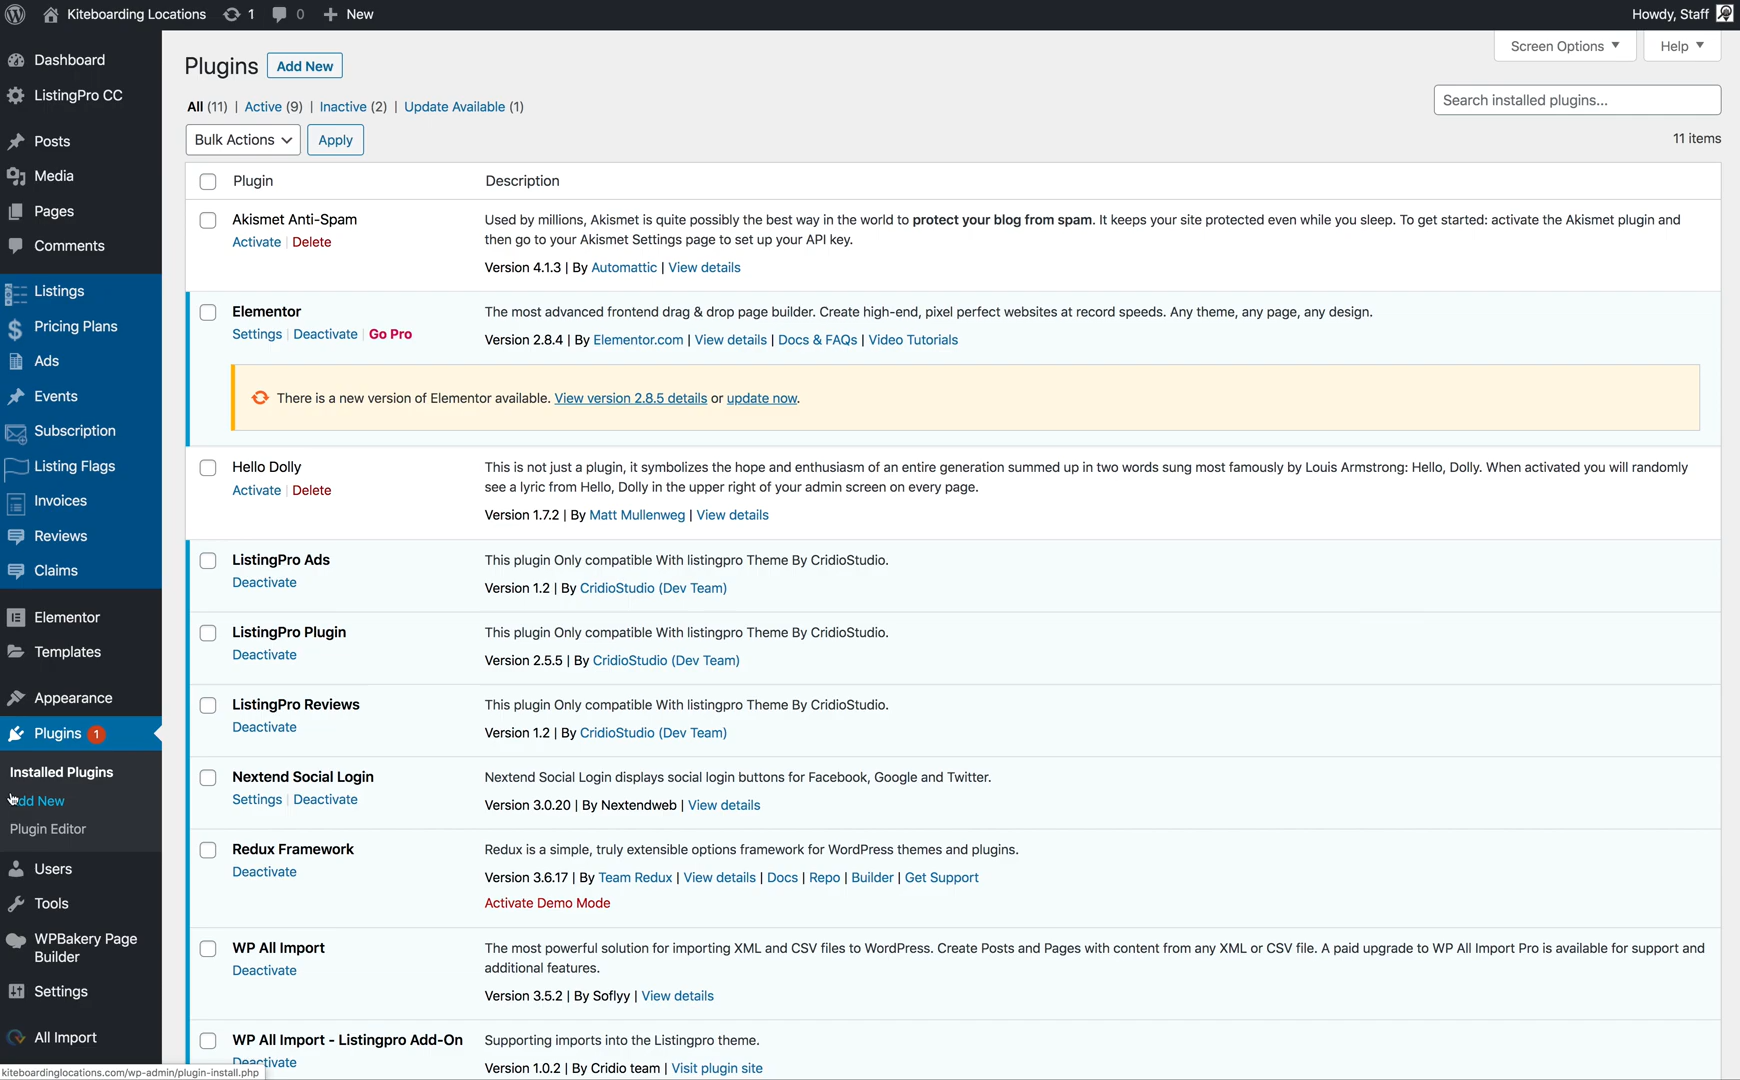 Kiteboarding Locations 1 0 New Howdy, Staff
Screen Options Help
Dashboard
ListingPro CC
Posts
Media
Pages
Comments
Listings
Pricing Plans
Ads
Events
Subscription
Listing Flags
Invoices
Reviews
Claims
Elementor
Templates
Appearance
Plugins 1
Installed Plugins
dd New
Plugin Editor
Users
Tools
WPBakery Page
Builder
Settings
All Import
kiteboardinglocations.com/wp-admin/plugin-install.php
Plugins Add New
All (11) | Active (9) | Inactive (2) | Update Available (1)
Search installed plugins...
Bulk Actions Apply
11 items
Plugin Description
Akismet Anti-Spam
Activate | Delete
Used by millions, Akismet is quite possibly the best way in the world to protect your blog from spam. It keeps your site protected even while you sleep. To get started: activate the Akismet plugin and
then go to your Akismet Settings page to set up your API key.
Version 4.1.3 | By Automattic | View details
Elementor
Settings | Deactivate | Go Pro
The most advanced frontend drag & drop page builder. Create high-end, pixel perfect websites at record speeds. Any theme, any page, any design.
Version 2.8.4 | By Elementor.com | View details | Docs & FAQs | Video Tutorials
There is a new version of Elementor available. View version 2.8.5 details or update now.
Hello Dolly
Activate | Delete
This is not just a plugin, it symbolizes the hope and enthusiasm of an entire generation summed up in two words sung most famously by Louis Armstrong: Hello, Dolly. When activated you will randomly
see a lyric from Hello, Dolly in the upper right of your admin screen on every page.
Version 1.7.2 | By Matt Mullenweg | View details
ListingPro Ads
Deactivate
This plugin Only compatible With listingpro Theme By CridioStudio.
Version 1.2 | By CridioStudio (Dev Team)
ListingPro Plugin
Deactivate
This plugin Only compatible With listingpro Theme By CridioStudio.
Version 2.5.5 | By CridioStudio (Dev Team)
ListingPro Reviews
Deactivate
This plugin Only compatible With listingpro Theme By CridioStudio.
Version 1.2 | By CridioStudio (Dev Team)
Nextend Social Login
Settings | Deactivate
Nextend Social Login displays social login buttons for Facebook, Google and Twitter.
Version 3.0.20 | By Nextendweb | View details
Redux Framework
Deactivate
Redux is a simple, truly extensible options framework for WordPress themes and plugins.
Version 3.6.17 | By Team Redux | View details | Docs | Repo | Builder | Get Support
Activate Demo Mode
WP All Import
Deactivate
The most powerful solution for importing XML and CSV files to WordPress. Create Posts and Pages with content from any XML or CSV file. A paid upgrade to WP All Import Pro is available for support and
additional features.
Version 3.5.2 | By Soflyy | View details
WP All Import - Listingpro Add-On
Deactivate
Supporting imports into the Listingpro theme.
Version 1.0.2 | By Cridio team | Visit plugin site